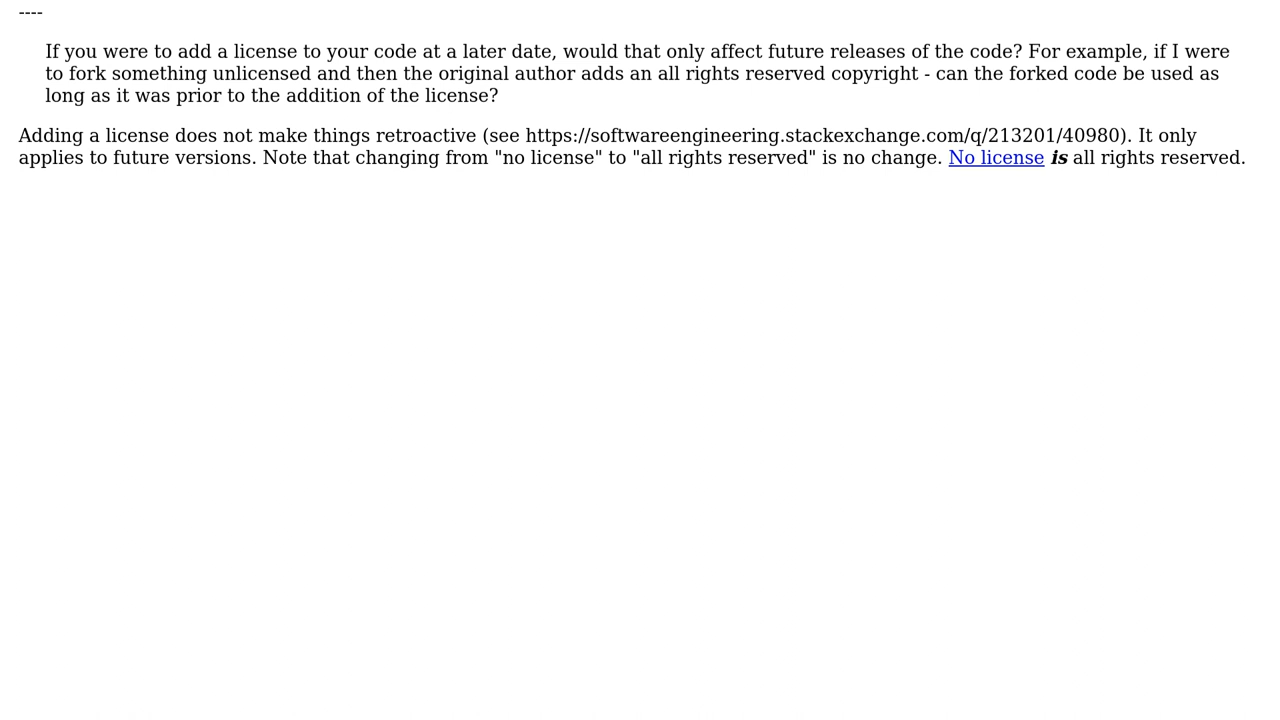 ----
If you were to add a license to your code at a later date, would that only affect future releases of the code? For example, if I were
to fork something unlicensed and then the original author adds an all rights reserved copyright - can the forked code be used as
long as it was prior to the addition of the license?
Adding a license does not make things retroactive (see https://softwareengineering.stackexchange.com/q/213201/40980). It only
applies to future versions. Note that changing from "no license" to "all rights reserved" is no change. No license is all rights reserved.